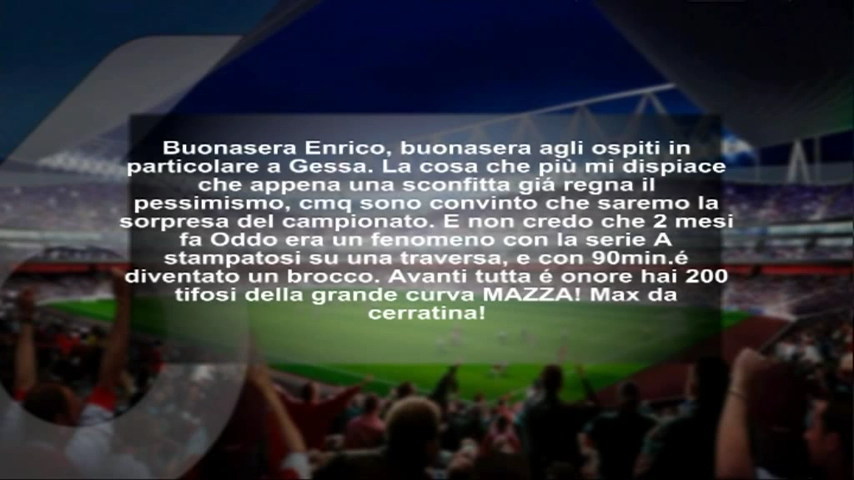 Buonasera Enrico, buonasera agli ospiti in
particolare a Gessa. La cosa che più mi dispiace
che appena una sconfitta giá regna il
pessimismo, cmq sono convinto che saremo la
sorpresa del campionato. E non credo che 2 mesi
fa Oddo era un fenomeno con la serie A
stampatosi su una traversa, e con 90min.é
diventato un brocco. Avanti tutta é onore hai 200
tifosi della grande curva MAZZA! Max da
cerratina!